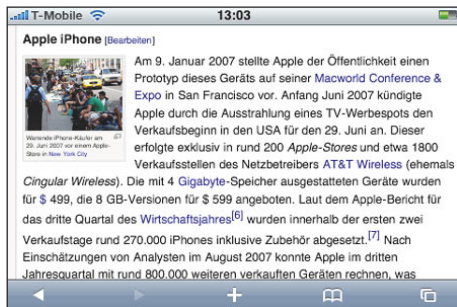 T-Mobile 13:03
Apple iPhone [Bearbeiten]
Am 9. Januar 2007 stellte Apple der Öffentlichkeit einen
Prototyp dieses Geräts auf seiner Macworld Conference &
Expo in San Francisco vor. Anfang Juni 2007 kündigte
Apple durch die Ausstrahlung eines TV-Werbespots den
Verkaufsbeginn in den USA für den 29. Juni an. Dieser
erfolgte exklusiv in rund 200 Apple-Stores und etwa 1800
Verkaufsstellen des Netzbetreibers AT&T Wireless (ehemals
Wartende iPhone-Käufer am
29. Juni 2007 vor einem Apple-
Store in New York City
Cingular Wireless). Die mit 4 Gigabyte-Speicher ausgestatteten Geräte wurden
für $ 499, die 8 GB-Versionen für $ 599 angeboten. Laut dem Apple-Bericht für
das dritte Quartal des Wirtschaftsjahres[6] wurden innerhalb der ersten zwei
Verkaufstage rund 270.000 iPhones inklusive Zubehör abgesetzt.[7] Nach
Einschätzungen von Analysten im August 2007 konnte Apple im dritten
Jahresquartal mit rund 800.000 weiteren verkauften Geräten rechnen, was